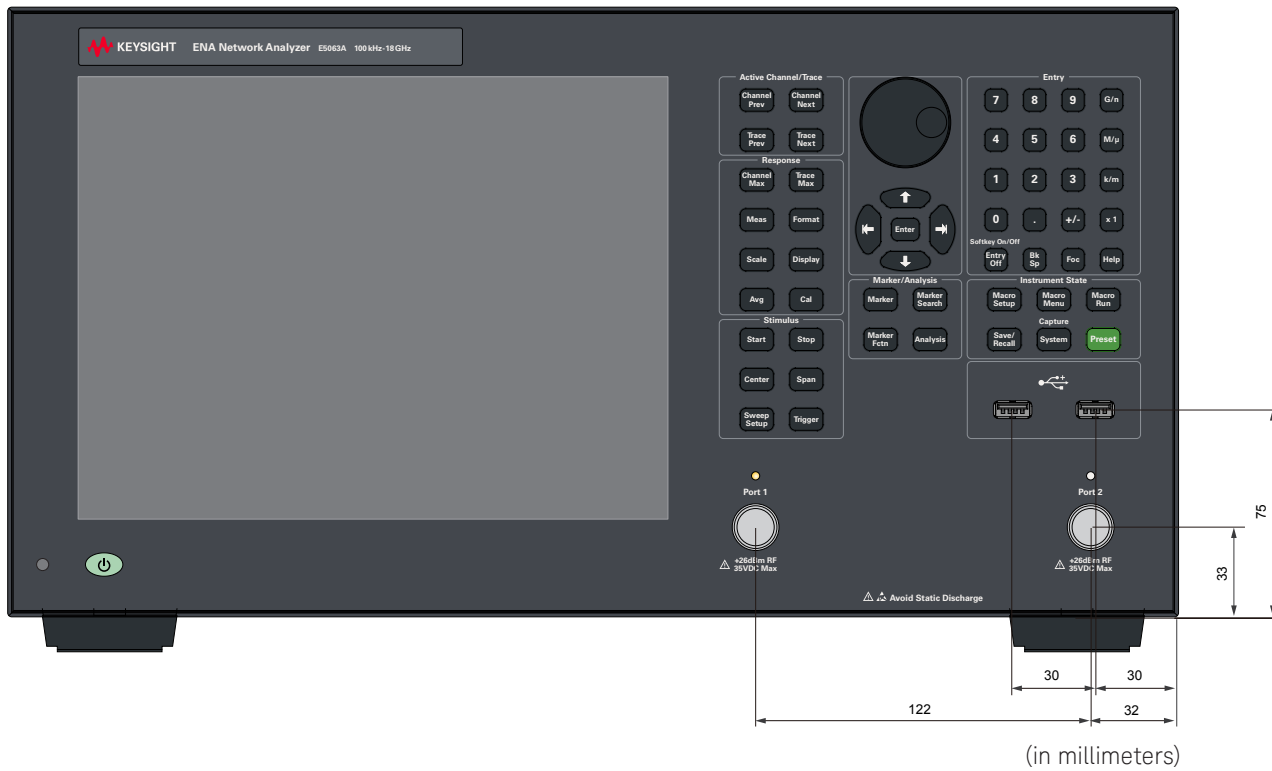 KEYSIGHT ENA Network Analyzer E5063A 100 kHz-18 GHz
Active Channel/Trace
Channel Prev
Channel Next
Trace Prev
Trace Next
Response
Channel Max
Trace Max
Meas
Format
Scale
Display
Avg
Cal
Stimulus
Start
Stop
Center
Span
Sweep Setup
Trigger
Enter
Marker/Analysis
Marker
Marker Search
Marker Fctn
Analysis
Entry
7 8 9 G/n
4 5 6 M/μ
1 2 3 k/m
0 . +/- x 1
Softkey On/Off
Entry Off
Bk Sp
Foc
Help
Instrument State
Macro Setup
Macro Menu
Macro Run
Capture
Save/ Recall
System
Preset
Port 1
+26dBm RF
35VDC Max
Port 2
+26dBm RF
35VDC Max
Avoid Static Discharge
75
33
30
30
122
32
(in millimeters)